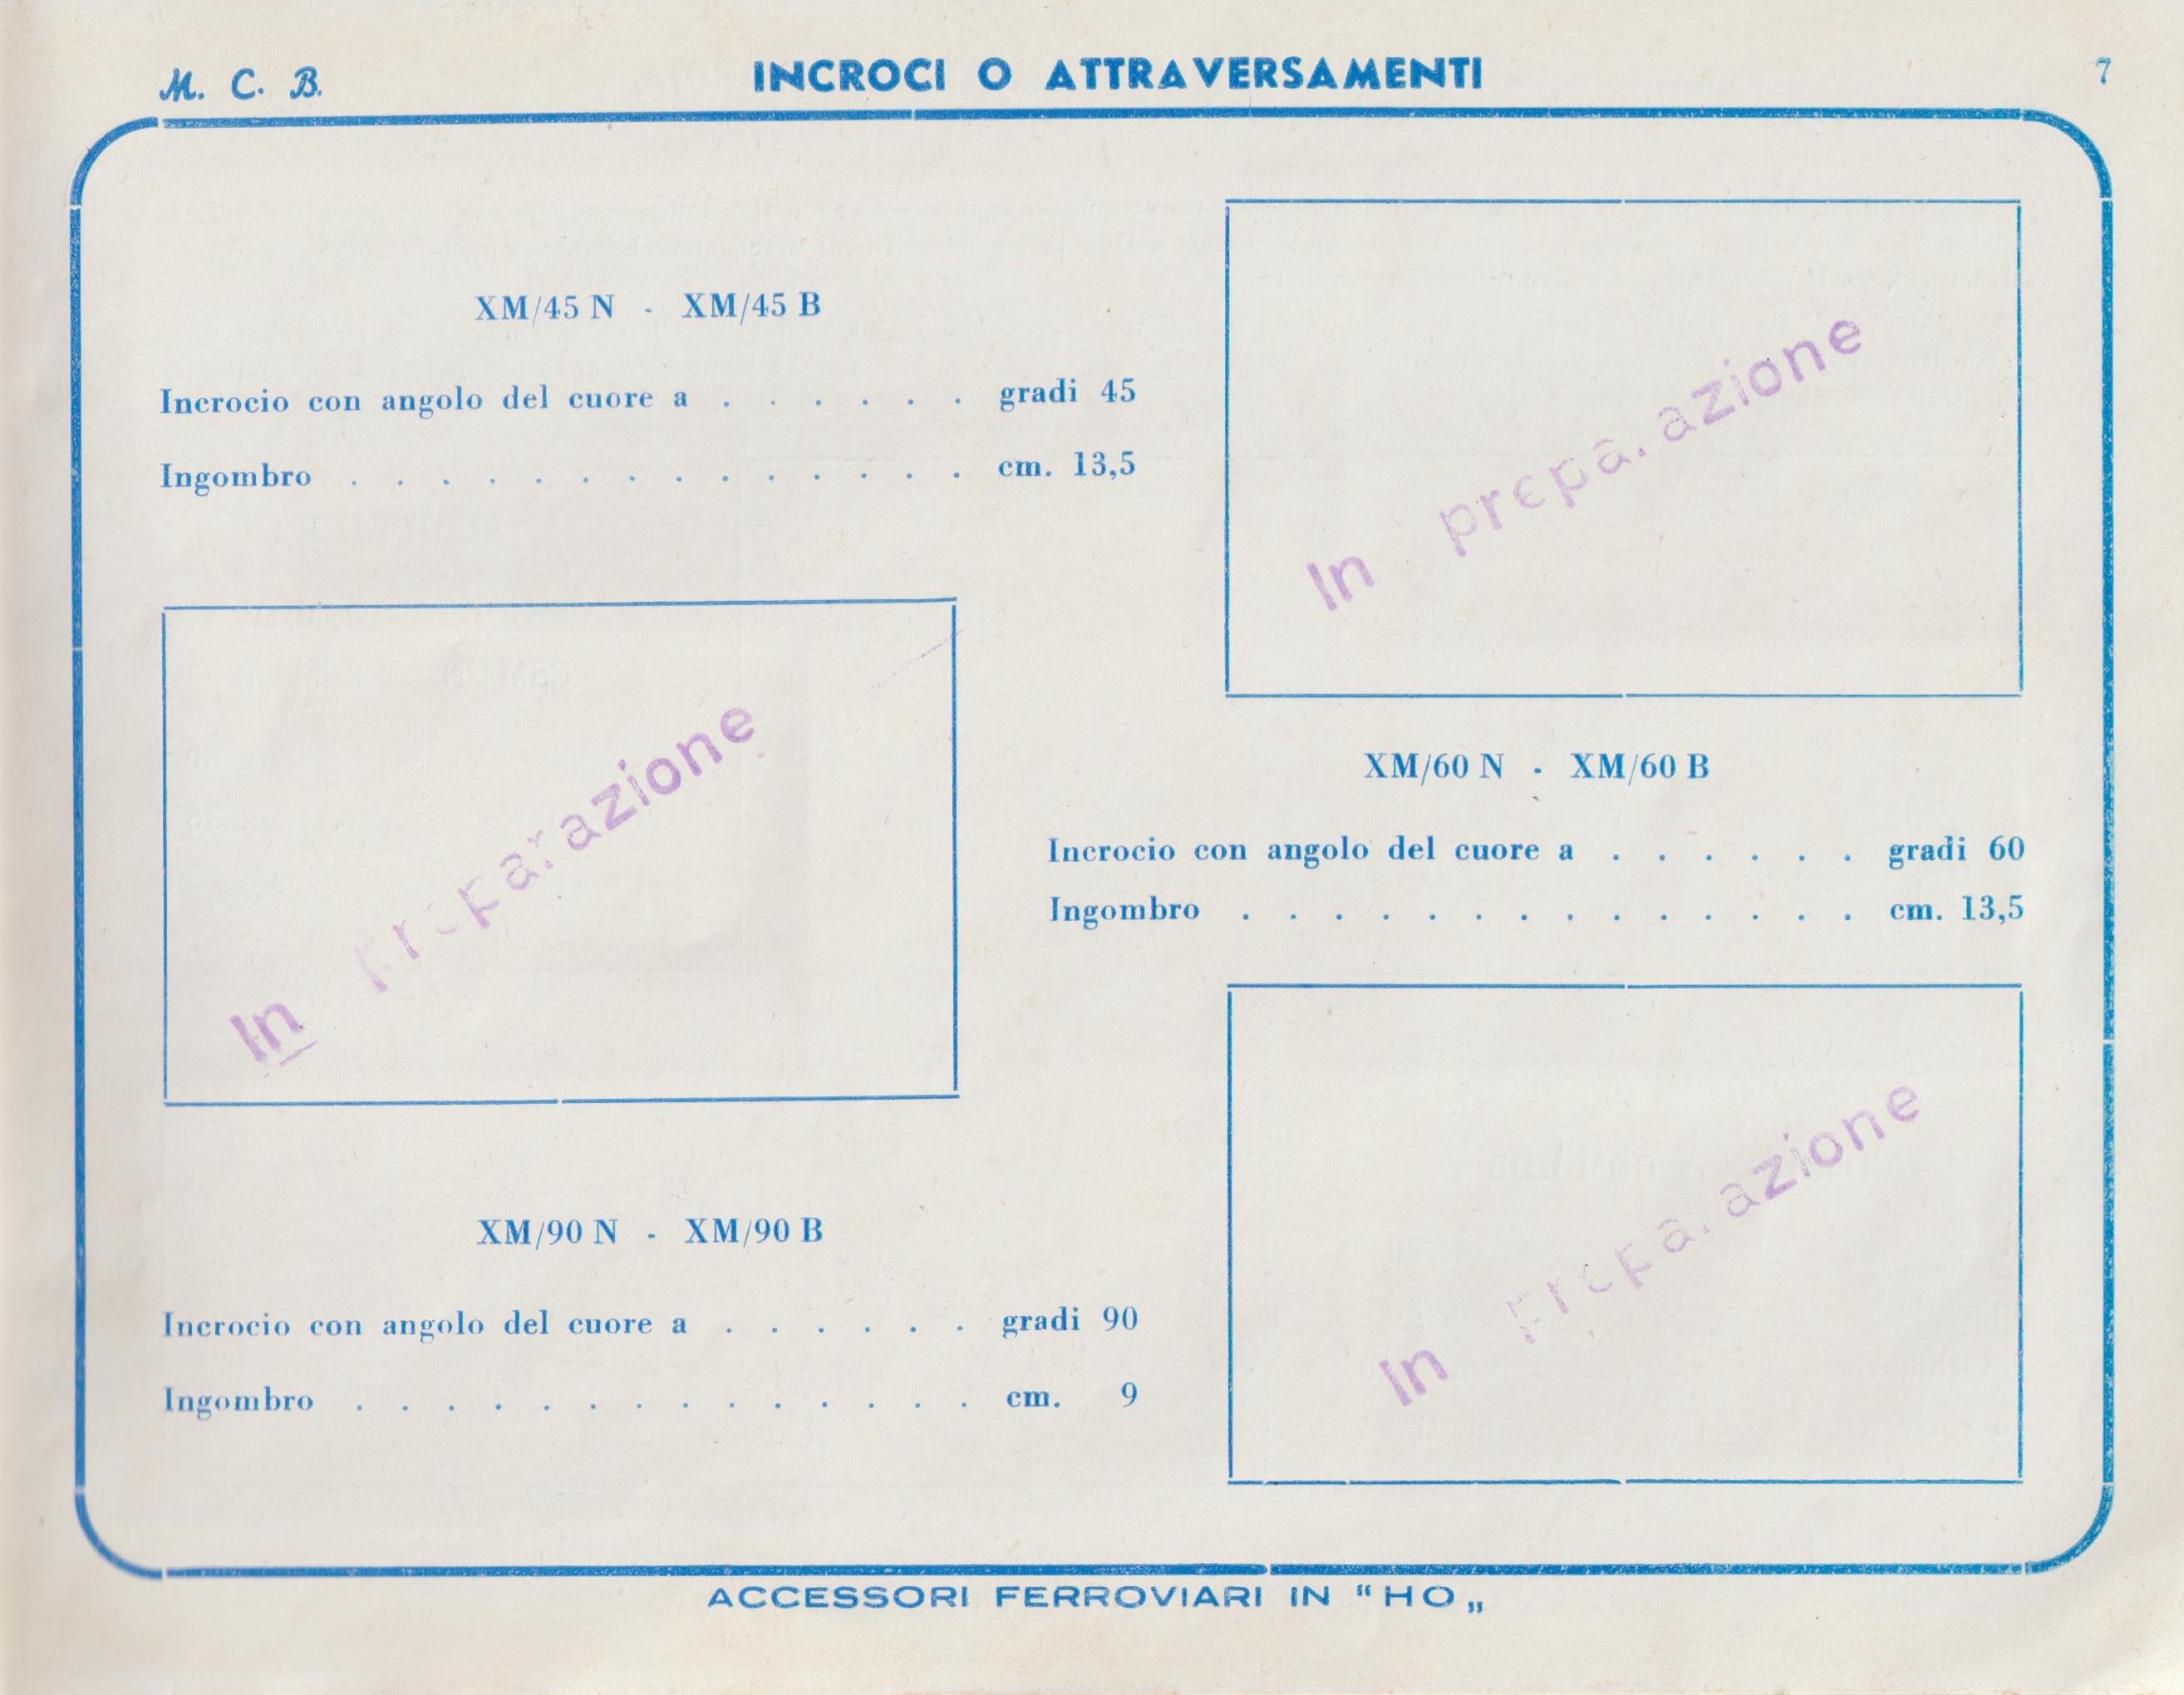 M. C. B.
INCROCI O ATTRAVERSAMENTI
7
XM/45 N - XM/45 B
Incrocio con angolo del cuore a . . . . . . gradi 45
Ingombro . . . . . . . . . . . . . . cm. 13,5
In preparazione
In preparazione
XM/60 N - XM/60 B
Incrocio con angolo del cuore a . . . . . . gradi 60
Ingombro . . . . . . . . . . . . . . cm. 13,5
XM/90 N - XM/90 B
Incrocio con angolo del cuore a . . . . . . gradi 90
Ingombro . . . . . . . . . . . . . . cm. 9
In preparazione
ACCESSORI FERROVIARI IN “HO„